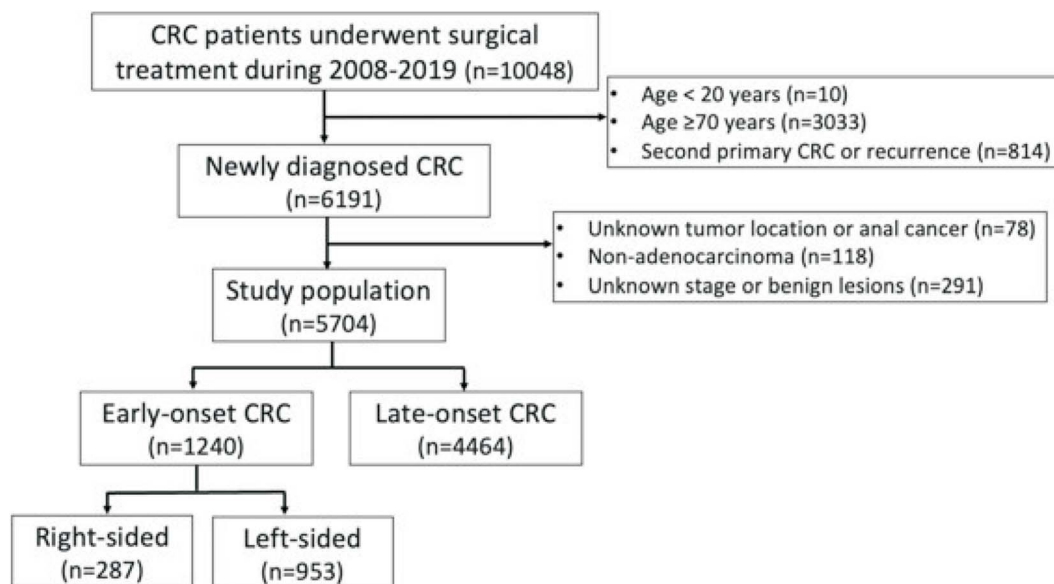 CRC patients underwent surgical
treatment during 2008-2019 (n=10048)
• Age < 20 years (n=10)
• Age ≥70 years (n=3033)
• Second primary CRC or recurrence (n=814)
Newly diagnosed CRC
(n=6191)
• Unknown tumor location or anal cancer (n=78)
• Non-adenocarcinoma (n=118)
• Unknown stage or benign lesions (n=291)
Study population
(n=5704)
Early-onset CRC
(n=1240)
Late-onset CRC
(n=4464)
Right-sided
(n=287)
Left-sided
(n=953)